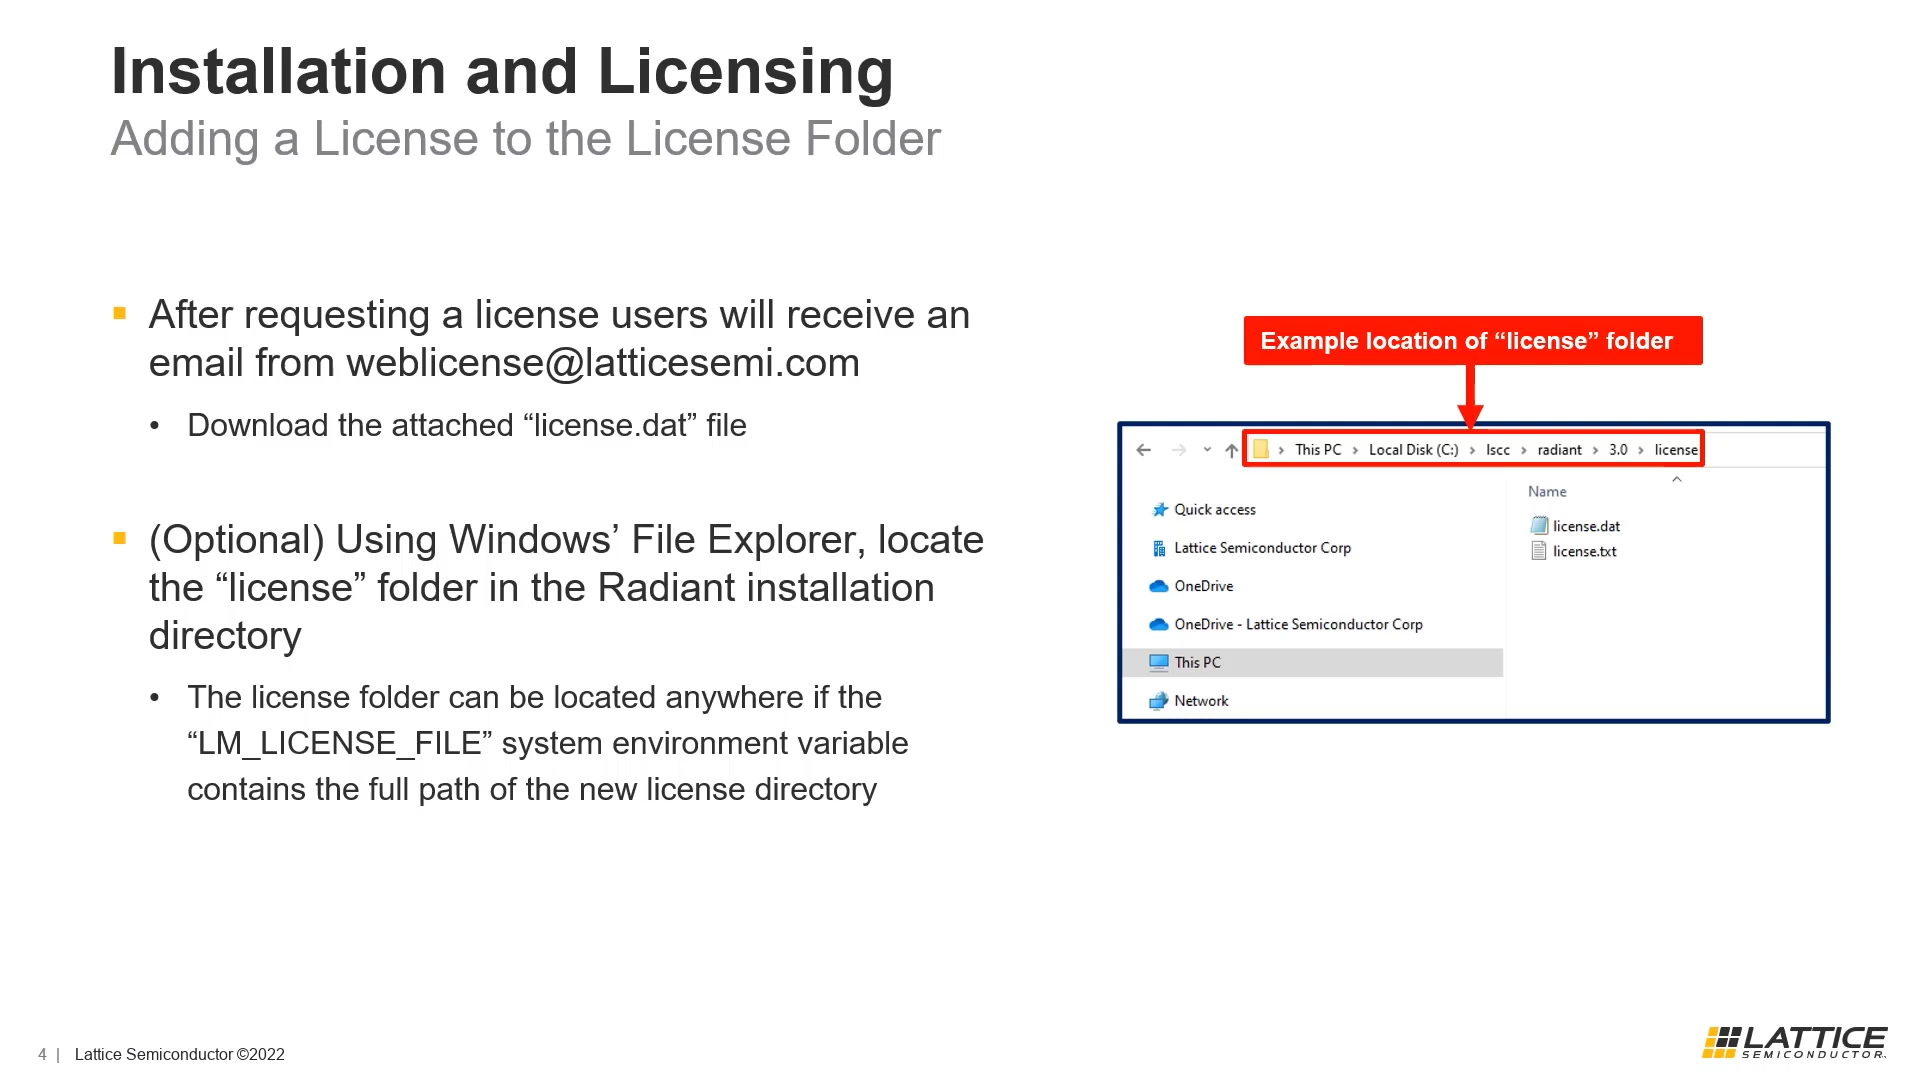 Installation and Licensing
Adding a License to the License Folder
After requesting a license users will receive an
email from weblicense@latticesemi.com
• Download the attached “license.dat” file
(Optional) Using Windows’ File Explorer, locate
the “license” folder in the Radiant installation
directory
• The license folder can be located anywhere if the
“LM_LICENSE_FILE” system environment variable
contains the full path of the new license directory
Example location of “license” folder
This PC > Local Disk (C:) > lscc > radiant > 3.0 > license
Quick access
Lattice Semiconductor Corp
OneDrive
OneDrive - Lattice Semiconductor Corp
This PC
Network
Name
license.dat
license.txt
4 | Lattice Semiconductor ©2022
LATTICE
SEMICONDUCTOR